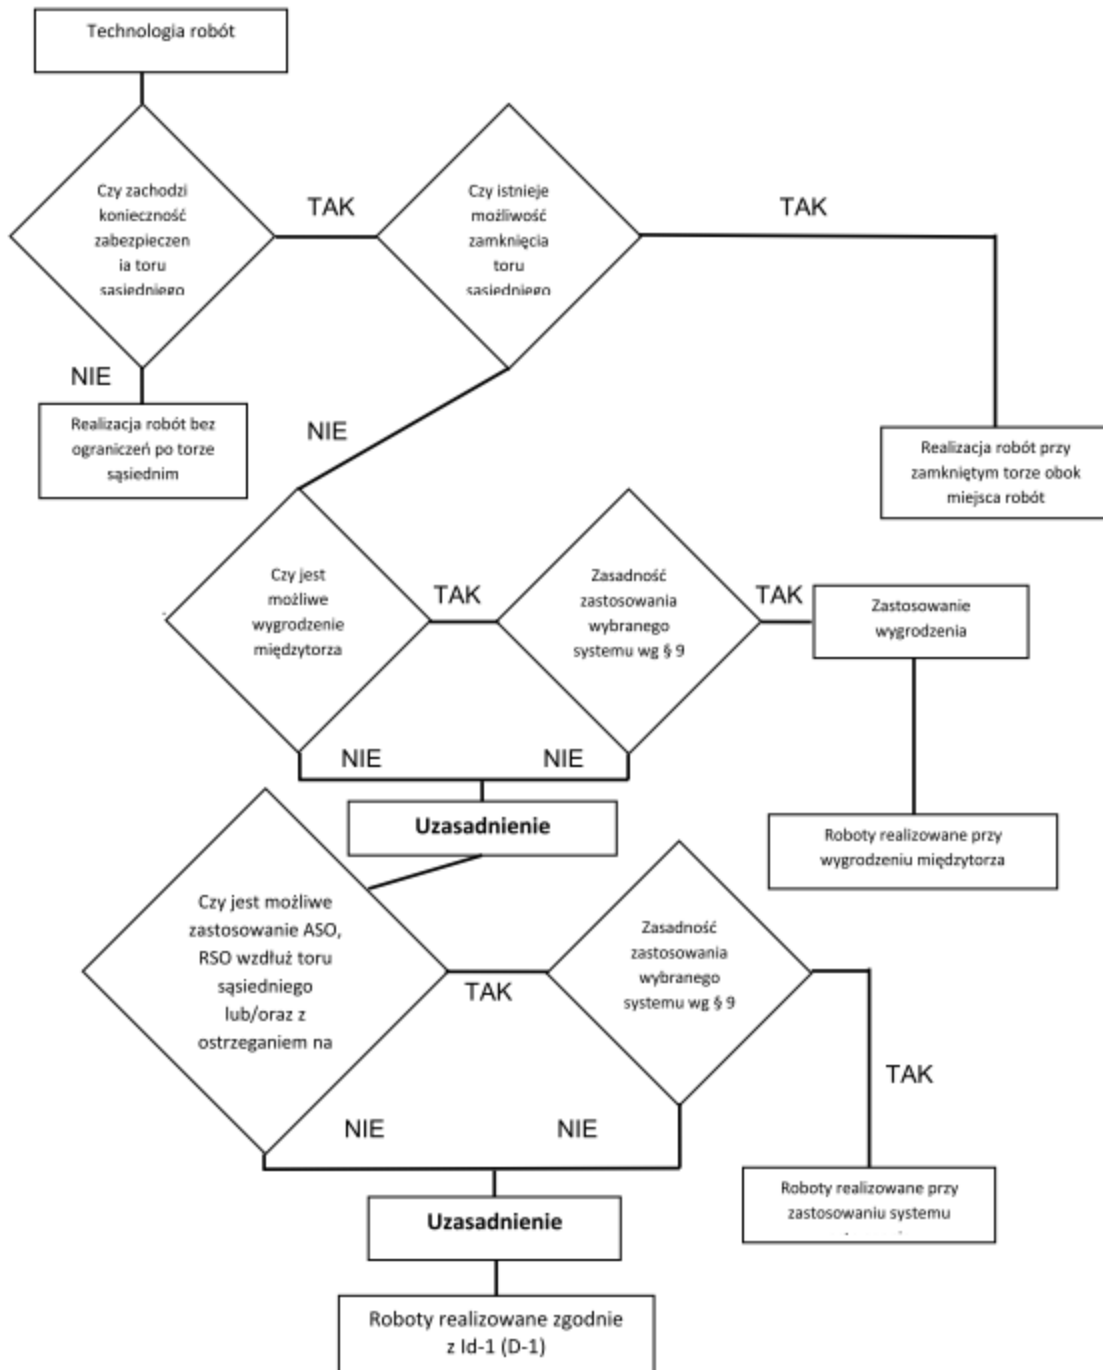 Technologia robót
Czy zachodzi
konieczność
zabezpieczen
ia toru
sąsiedniego
TAK
Czy istnieje
możliwość
zamknięcia
toru
sąsiedniego
TAK
NIE
Realizacja robót bez
ograniczeń po torze
sąsiednim
NIE
Realizacja robót przy
zamkniętym torze obok
miejsca robót
Czy jest
możliwe
wygrodzenie
międzytorza
TAK
Zasadność
zastosowania
wybranego
systemu wg § 9
TAK
Zastosowanie
wygrodzenia
NIE
NIE
Uzasadnienie
Roboty realizowane przy
wygrodzeniu międzytorza
Czy jest możliwe
zastosowanie ASO,
RSO wzdłuż toru
sąsiedniego
lub/oraz z
ostrzeganiem na
TAK
Zasadność
zastosowania
wybranego
systemu wg § 9
TAK
NIE
NIE
Uzasadnienie
Roboty realizowane przy
zastosowaniu systemu
Roboty realizowane zgodnie
z Id-1 (D-1)